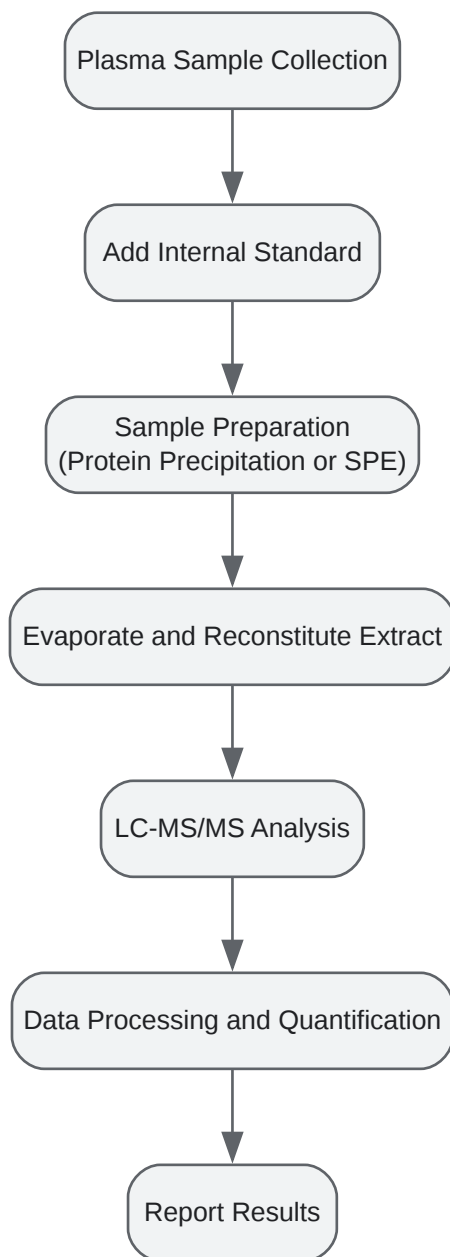 Plasma Sample Collection
Add Internal Standard
Sample Preparation
(Protein Precipitation or SPE)
Evaporate and Reconstitute Extract
LC-MS/MS Analysis
Data Processing and Quantification
Report Results